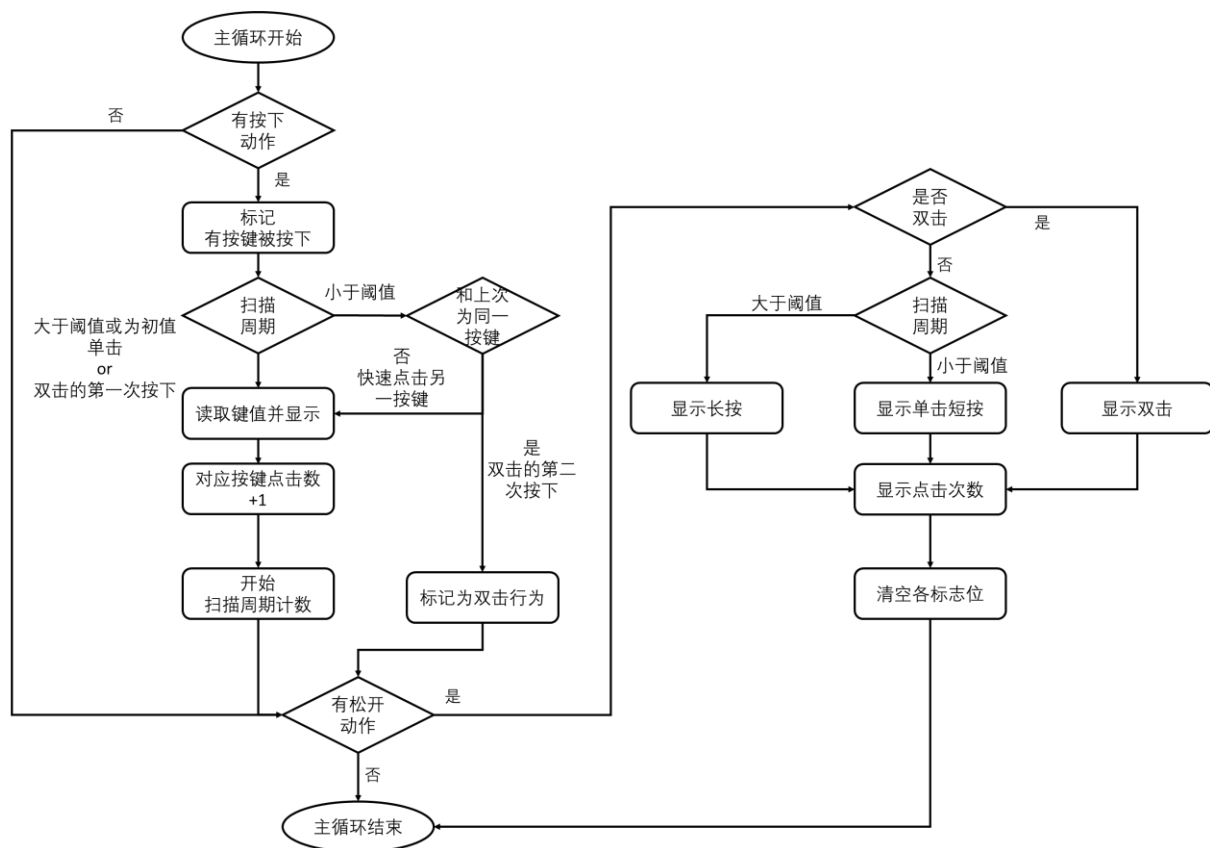 主循环开始
否
有按下
动作
是
标记
有按键被按下
扫描
周期
小于阈值
和上次
为同一
按键
大于阈值或为初值
单击
or
双击的第一次按下
否
快速点击另
一按键
读取键值并显示
是
双击的第二
次按下
对应按键点击数
+1
开始
扫描周期计数
标记为双击行为
有松开
动作
是
否
主循环结束
是否
双击
是
否
大于阈值
扫描
周期
小于阈值
显示长按
显示单击短按
显示双击
显示点击次数
清空各标志位